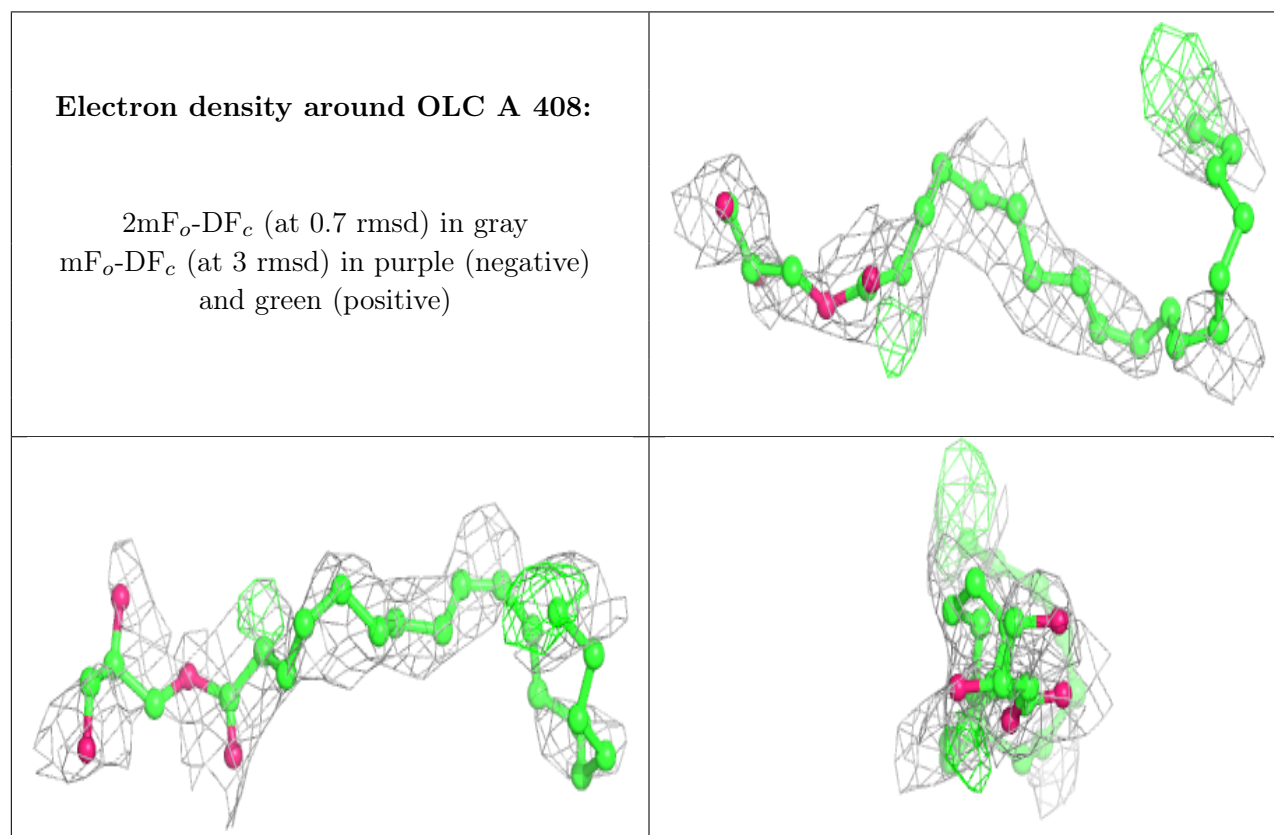 Electron density around OLC A 408:
2mFo-DFc (at 0.7 rmsd) in gray
mFo-DFc (at 3 rmsd) in purple (negative)
and green (positive)